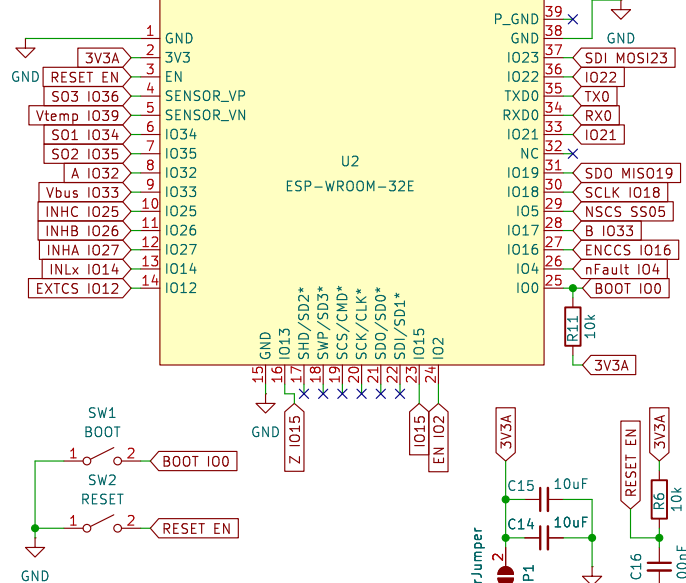 P_GND 39
GND 38
GND
1 GND
GND
3V3A 2 3V3
RESET EN 3 EN
SO3 IO36 4 SENSOR_VP
Vtemp IO39 5 SENSOR_VN
SO1 IO34 6 IO34
SO2 IO35 7 IO35
A IO32 8 IO32
Vbus IO33 9 IO33
INHC IO25 10 IO25
INHB IO26 11 IO26
INHA IO27 12 IO27
INLx IO14 13 IO14
EXTCS IO12 14 IO12
U2
ESP-WROOM-32E
IO23 37 SDI MOSI23
IO22 36 IO22
TXD0 35 TX0
RXD0 34 RX0
IO21 33 IO21
NC 32
IO19 31 SDO MISO19
IO18 30 SCLK IO18
IO5 29 NSCS SS05
IO17 28 B IO33
IO16 27 ENCCS IO16
IO4 26 nFault IO4
IO0 25 BOOT IO0
R11
10k
3V3A
GND
IO13
SHD/SD2*
SWP/SD3*
SCS/CMD*
SCK/CLK*
SDO/SD0*
SDI/SD1*
IO15
IO2
15
16
17
18
19
20
21
22
23
24
GND
Z IO15
IO15
EN IO2
SW1
BOOT
1 2 BOOT IO0
SW2
RESET
1 2 RESET EN
GND
3V3A
C15 10uF
C14 10uF
rJumper
2
P1
RESET EN
3V3A
R6
10k
C16
00nF